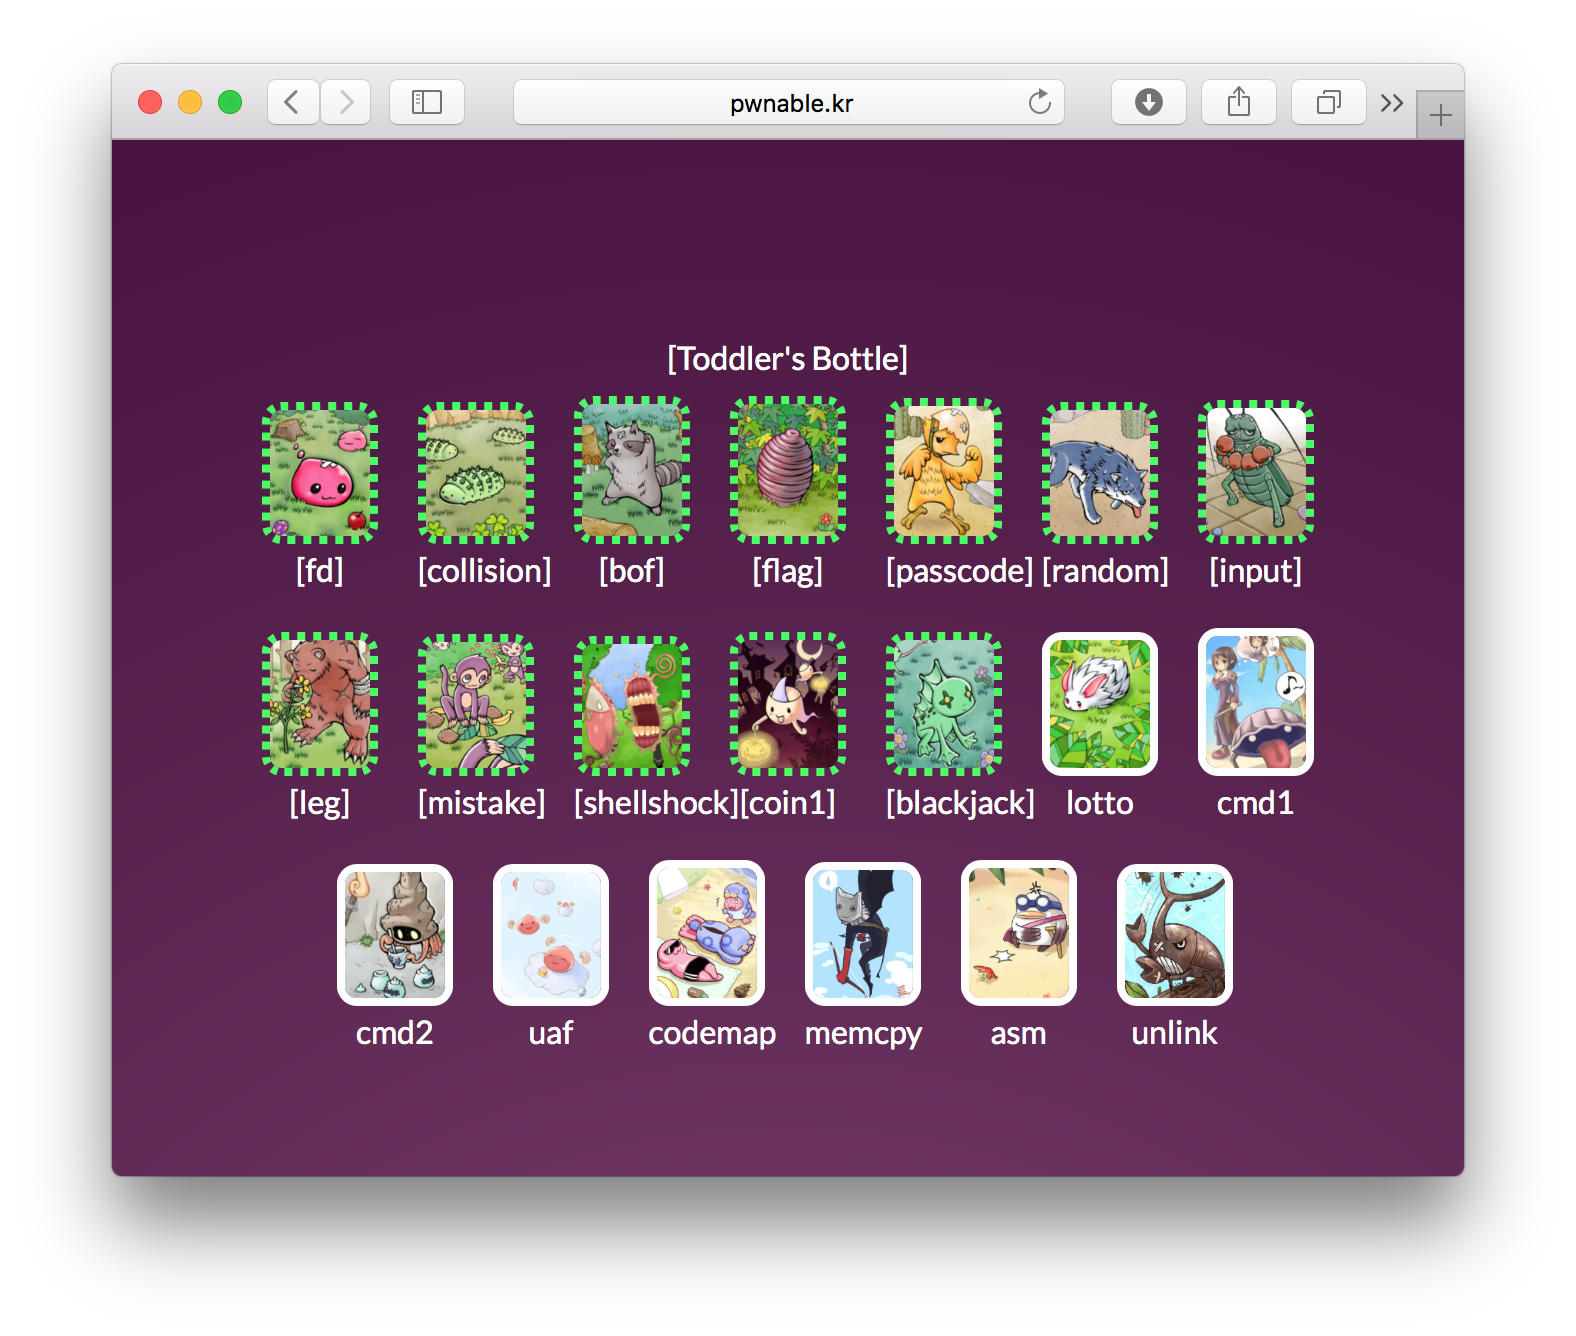 pwnable.kr
[Toddler's Bottle]
[fd] [collision] [bof] [flag] [passcode] [random] [input]
[leg] [mistake] [shellshock] [coin1] [blackjack] lotto cmd1
cmd2 uaf codemap memcpy asm unlink